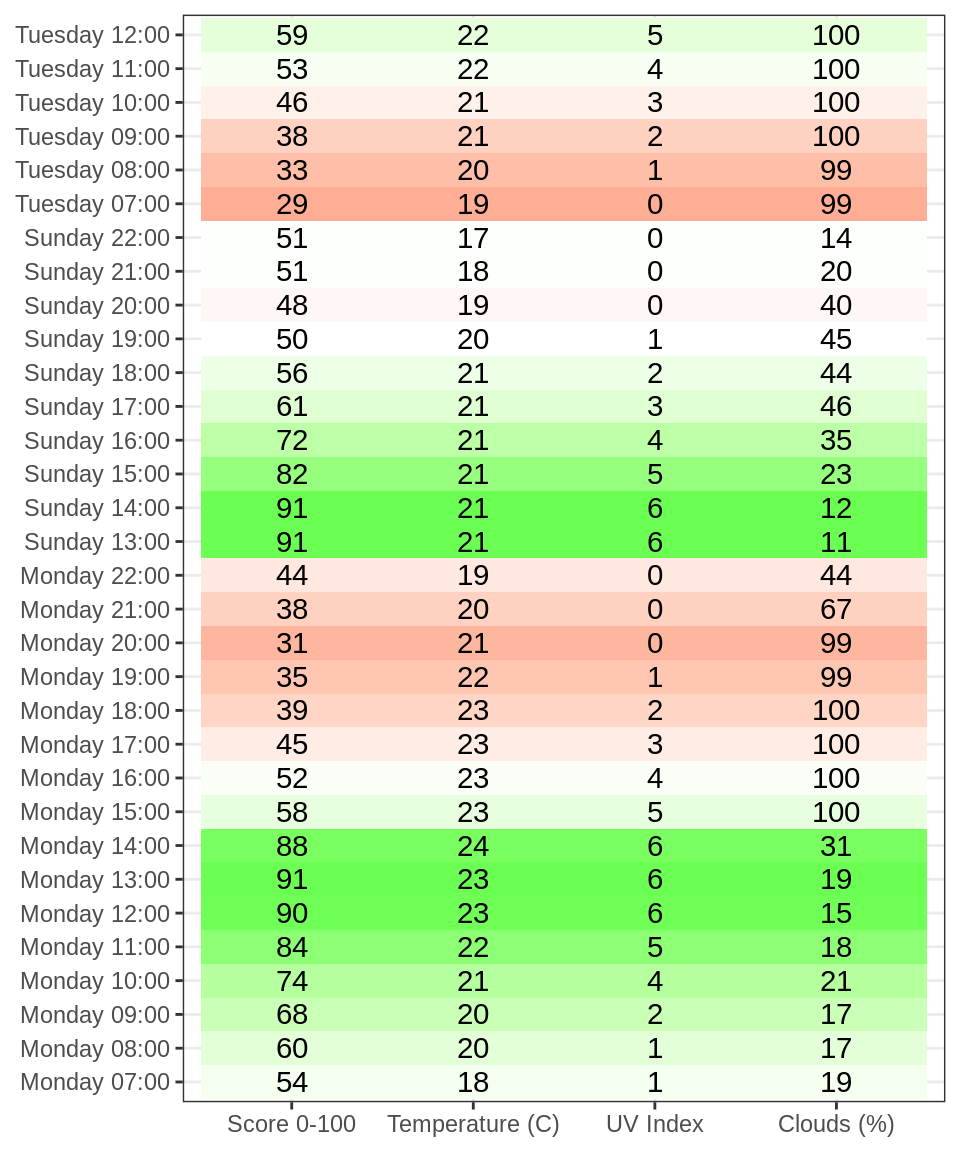 Tuesday 12:00 59 22 5 100
Tuesday 11:00 53 22 4 100
Tuesday 10:00 46 21 3 100
Tuesday 09:00 38 21 2 100
Tuesday 08:00 33 20 1 99
Tuesday 07:00 29 19 0 99
Sunday 22:00 51 17 0 14
Sunday 21:00 51 18 0 20
Sunday 20:00 48 19 0 40
Sunday 19:00 50 20 1 45
Sunday 18:00 56 21 2 44
Sunday 17:00 61 21 3 46
Sunday 16:00 72 21 4 35
Sunday 15:00 82 21 5 23
Sunday 14:00 91 21 6 12
Sunday 13:00 91 21 6 11
Monday 22:00 44 19 0 44
Monday 21:00 38 20 0 67
Monday 20:00 31 21 0 99
Monday 19:00 35 22 1 99
Monday 18:00 39 23 2 100
Monday 17:00 45 23 3 100
Monday 16:00 52 23 4 100
Monday 15:00 58 23 5 100
Monday 14:00 88 24 6 31
Monday 13:00 91 23 6 19
Monday 12:00 90 23 6 15
Monday 11:00 84 22 5 18
Monday 10:00 74 21 4 21
Monday 09:00 68 20 2 17
Monday 08:00 60 20 1 17
Monday 07:00 54 18 1 19
Score 0-100 Temperature (C) UV Index Clouds (%)